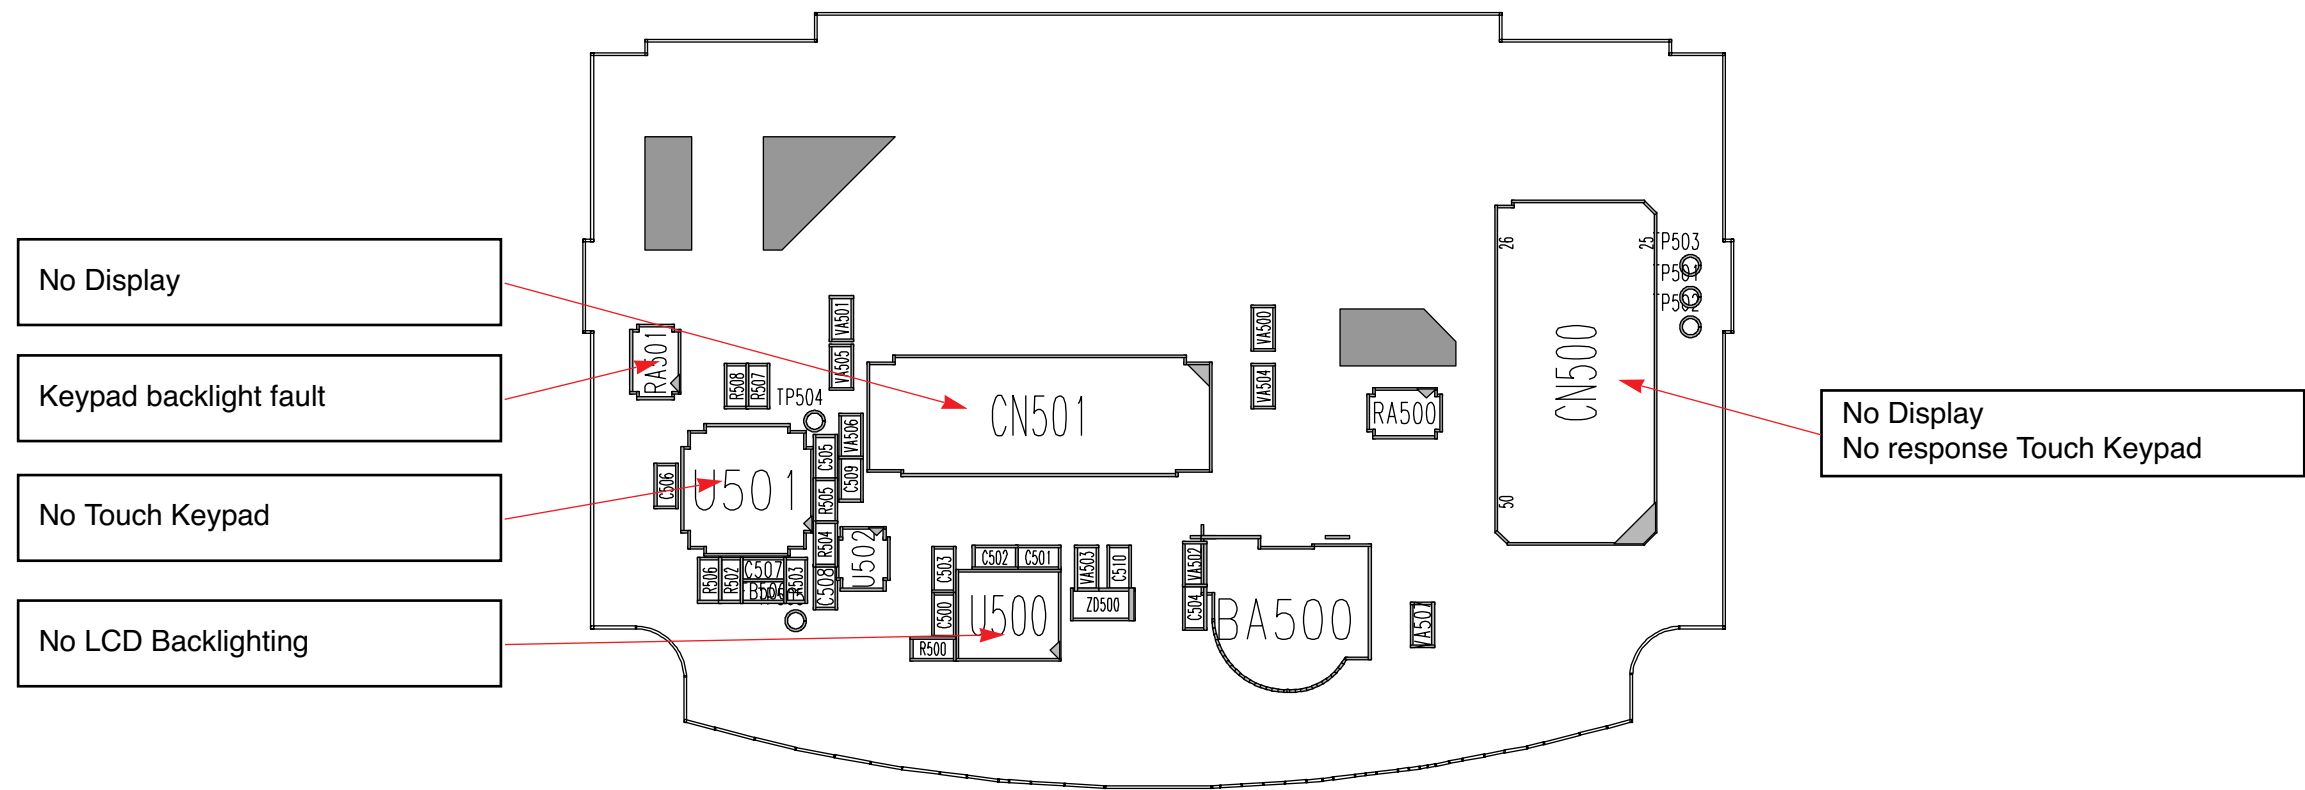 No Display
Keypad backlight fault
No Touch Keypad
No LCD Backlighting
No Display
No response Touch Keypad
26
25
50
TP503
TP501
TP502
CN500
VA501
VA505
VA500
VA504
RA501
R508
R507
TP504
CN501
RA500
VA506
C505
C509
C506
U501
R505
R504
U502
R506
R502
C507
R503
C508
C503
C502
C501
VA503
C510
VA502
C500
U500
ZD500
C504
BA500
VA507
R500